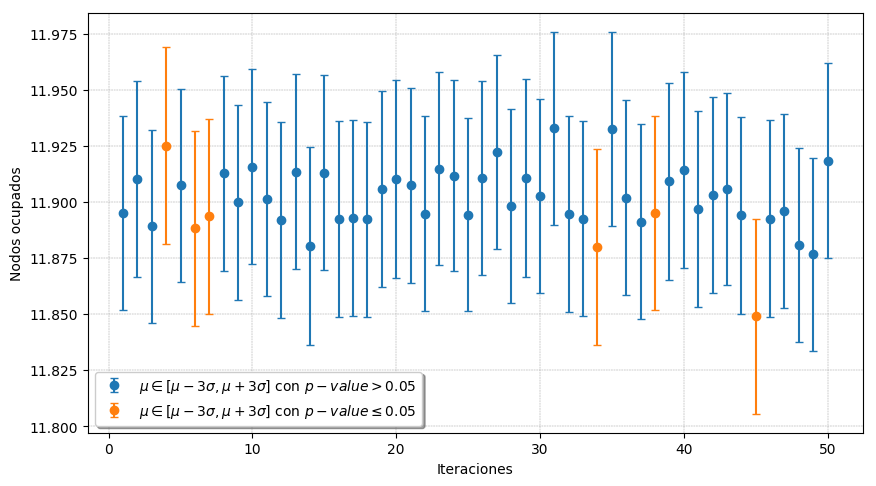 11.975
11.950
11.925
11.900
11.875
11.850
11.825
11.800
Nodos ocupados
μ ∈ [μ − 3σ, μ + 3σ] con p − value > 0.05
μ ∈ [μ − 3σ, μ + 3σ] con p − value ≤ 0.05
0 10 20 30 40 50
Iteraciones